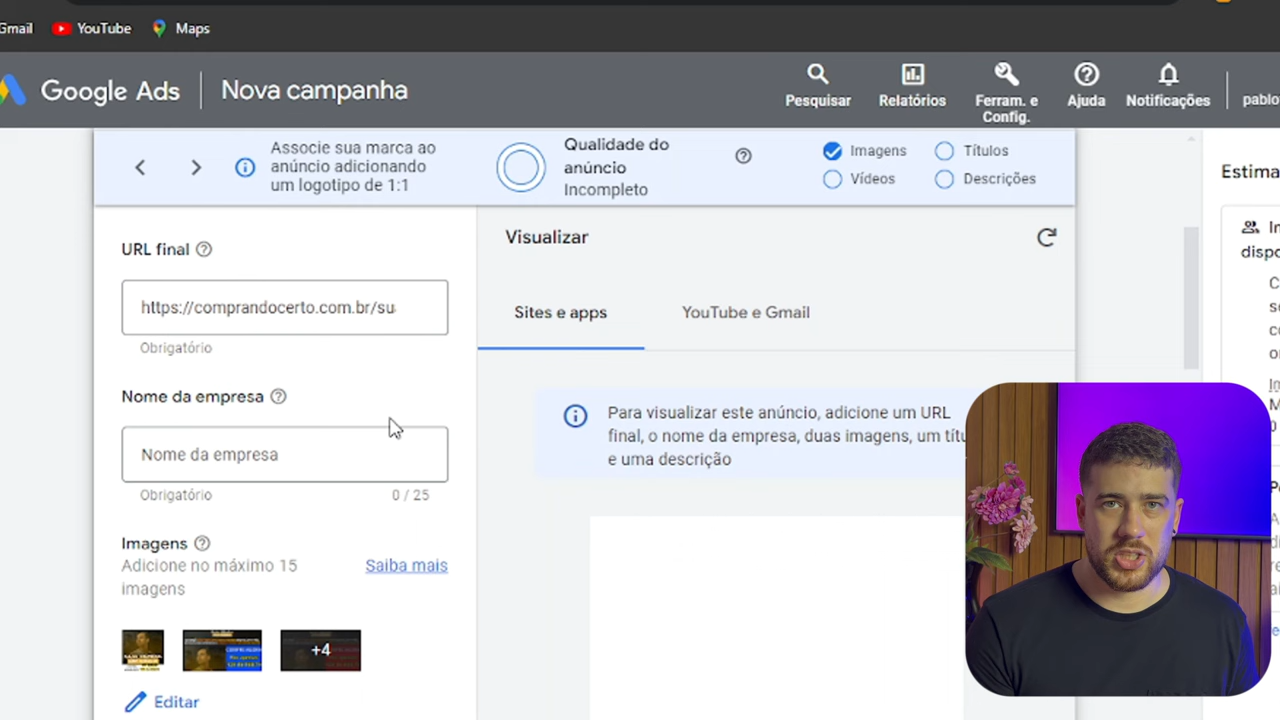 Gmail YouTube Maps
Google Ads Nova campanha
Pesquisar Relatórios Ferram. e Config. Ajuda Notificações pablo
Associe sua marca ao
anúncio adicionando
um logotipo de 1:1
Qualidade do
anúncio
Incompleto
Imagens Títulos
Vídeos Descrições
URL final
https://comprandocerto.com.br/su
Obrigatório
Nome da empresa
Nome da empresa
Obrigatório 0 / 25
Imagens
Adicione no máximo 15
imagens
Saiba mais
+4
Editar
Visualizar
Sites e apps YouTube e Gmail
Para visualizar este anúncio, adicione um URL
final, o nome da empresa, duas imagens, um títu
e uma descrição
Estima
In
dispo